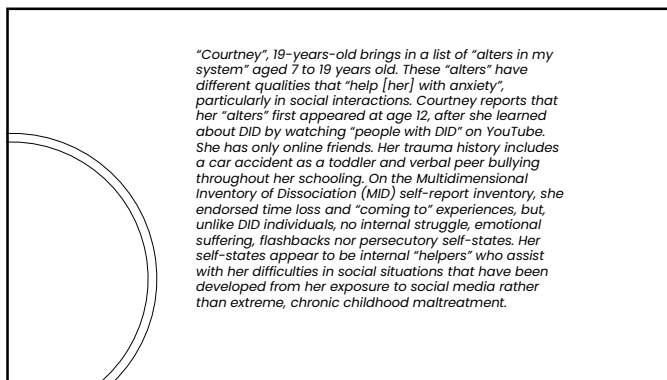 “Courtney”, 19-years-old brings in a list of “alters in my
system” aged 7 to 19 years old. These “alters” have
different qualities that “help [her] with anxiety”,
particularly in social interactions. Courtney reports that
her “alters” first appeared at age 12, after she learned
about DID by watching “people with DID” on YouTube.
She has only online friends. Her trauma history includes
a car accident as a toddler and verbal peer bullying
throughout her schooling. On the Multidimensional
Inventory of Dissociation (MID) self-report inventory, she
endorsed time loss and “coming to” experiences, but,
unlike DID individuals, no internal struggle, emotional
suffering, flashbacks nor persecutory self-states. Her
self-states appear to be internal “helpers” who assist
with her difficulties in social situations that have been
developed from her exposure to social media rather
than extreme, chronic childhood maltreatment.